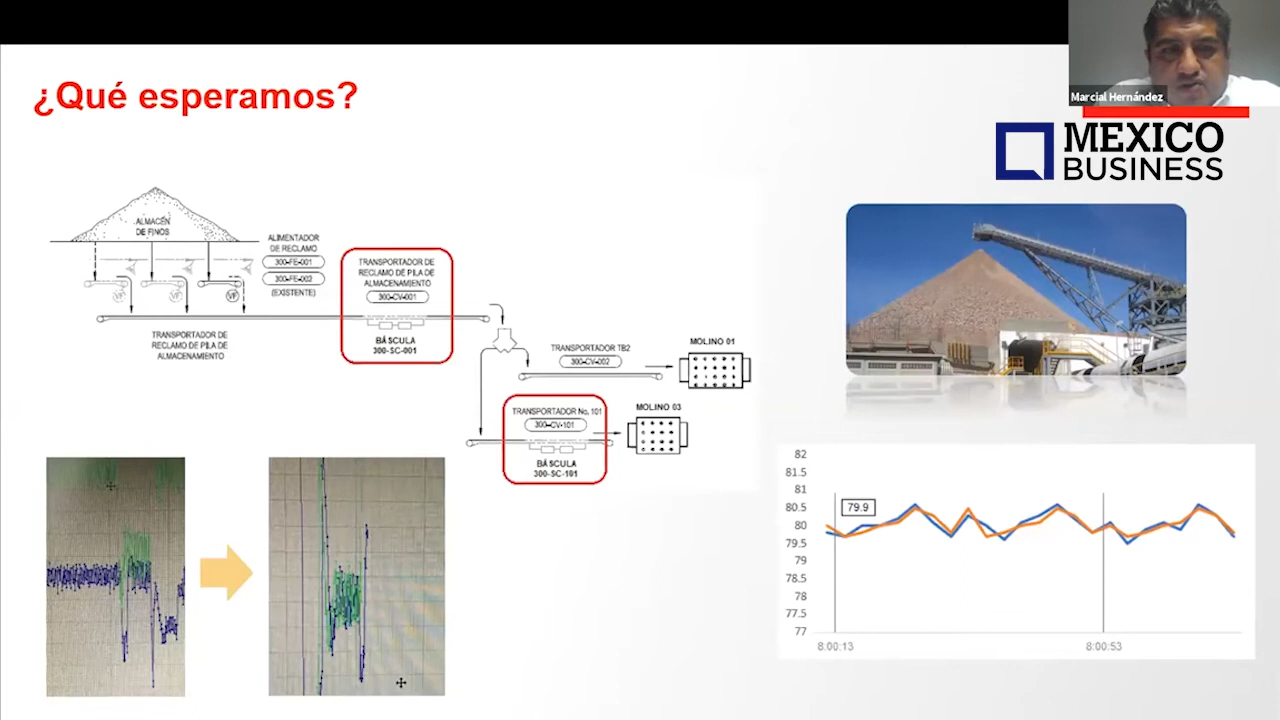 Marcial Hernández
¿Qué esperamos?
MEXICO
BUSINESS
ALMACÉN
DE FINOS
ALIMENTADOR
DE RECLAMO
300-FE-001
300-FE-002
(EXISTENTE)
VF
VF
VF
TRANSPORTADOR DE
RECLAMO DE PILA DE
ALMACENAMIENTO
300-CV-001
BÁSCULA
300-SC-001
TRANSPORTADOR DE
RECLAMO DE PILA DE
ALMACENAMIENTO
TRANSPORTADOR TB2
300-CV-002
MOLINO 01
TRANSPORTADOR No. 101
300-CV-101
MOLINO 03
BÁSCULA
300-SC-101
82
81.5
81
80.5
80
79.5
79
78.5
78
77.5
77
79.9
8:00:13
8:00:53